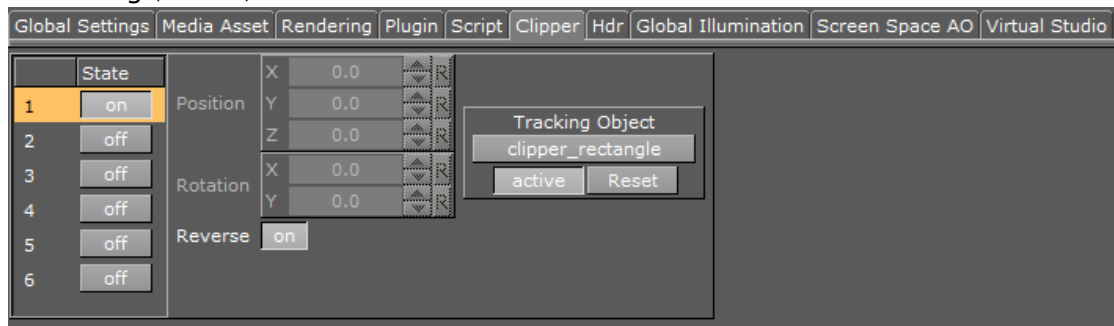 Global Settings Media Asset Rendering Plugin Script Clipper Hdr Global Illumination Screen Space AO Virtual Studio
State
1 on
2 off
3 off
4 off
5 off
6 off
Position
X 0.0 R
Y 0.0 R
Z 0.0 R
Rotation
X 0.0 R
Y 0.0 R
Reverse on
Tracking Object
clipper_rectangle
active Reset